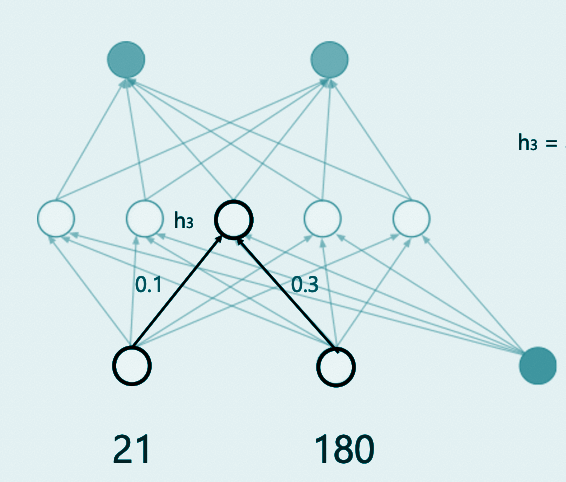 h₃ =
h₃
0.1
0.3
21
180